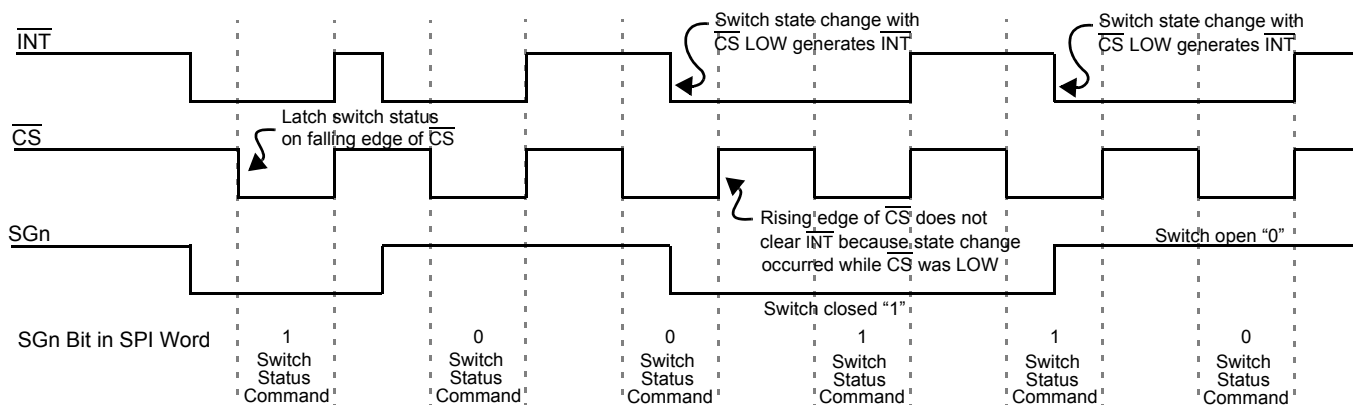 Switch state change with
CS LOW generates INT
Switch state change with
CS LOW generates INT
INT
Latch switch status
on falling edge of CS
CS
Rising edge of CS does not
clear INT because state change
occurred while CS was LOW
SGn
Switch open “0”
Switch closed “1”
SGn Bit in SPI Word
1
Switch
Status
Command
0
Switch
Status
Command
0
Switch
Status
Command
1
Switch
Status
Command
1
Switch
Status
Command
0
Switch
Status
Command